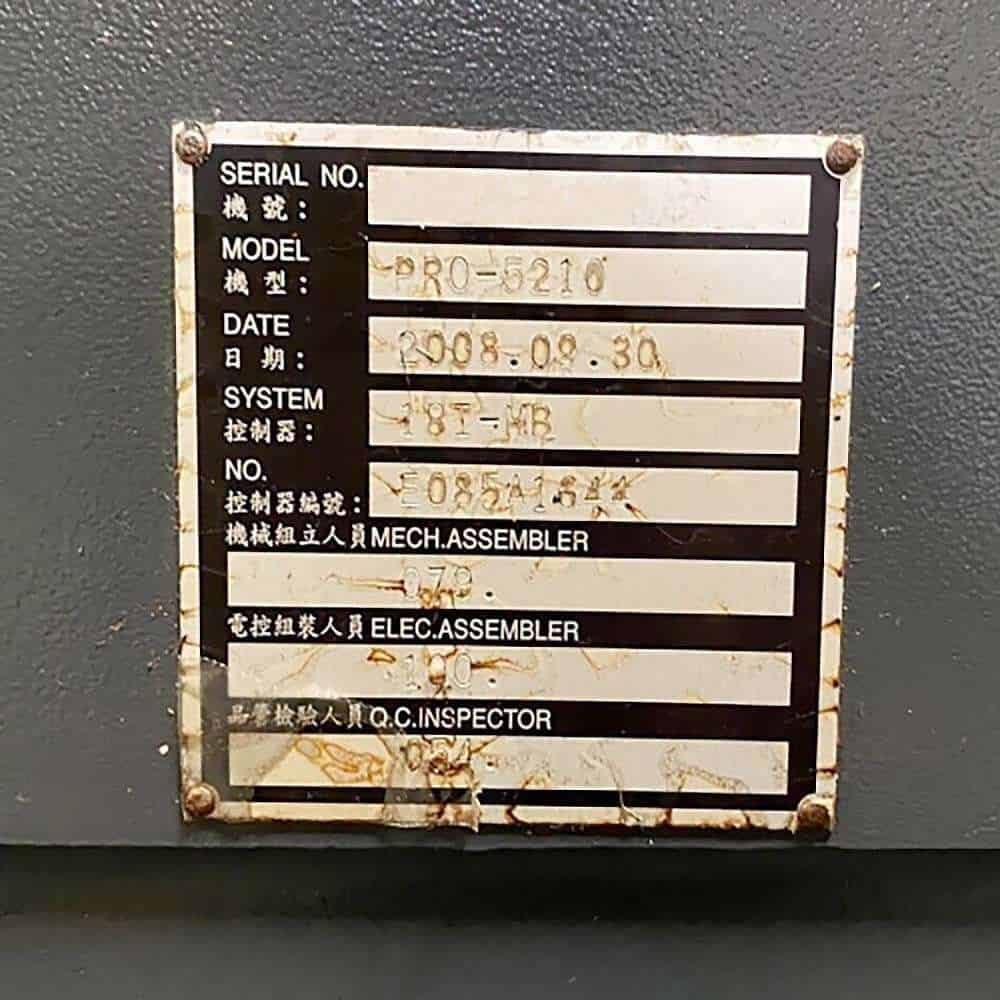 SERIAL NO.
機號：
MODEL PRO-5210
機型：
DATE 2008.09.30
日期：
SYSTEM 18I-MB
控制器：
NO. E085A1644
控制器編號：
機械組立人員 MECH.ASSEMBLER
079.
電控組裝人員 ELEC.ASSEMBLER
品管檢驗人員 Q.C.INSPECTOR